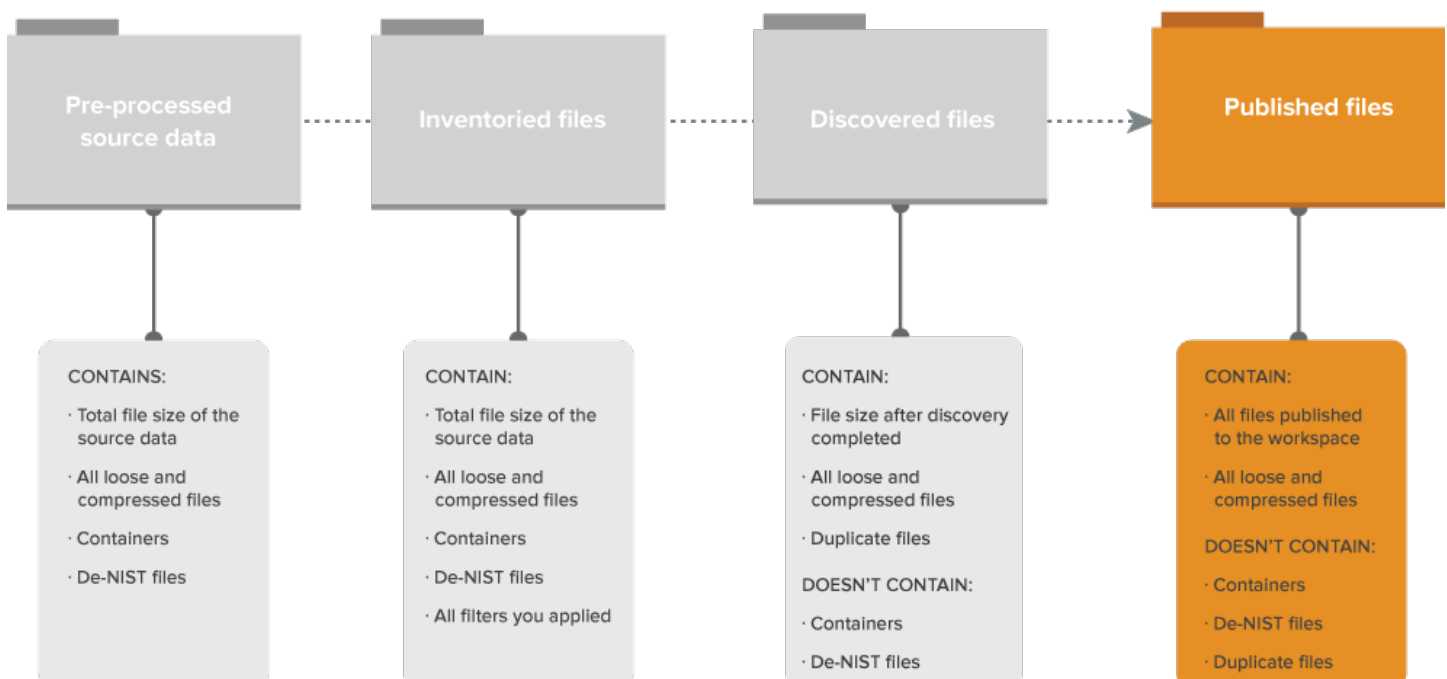 Pre-processed
source data
Inventoried files
Discovered files
Published files
CONTAINS:
· Total file size of the
source data
· All loose and
compressed files
· Containers
· De-NIST files
CONTAIN:
· Total file size of the
source data
· All loose and
compressed files
· Containers
· De-NIST files
· All filters you applied
CONTAIN:
· File size after discovery
completed
· All loose and
compressed files
· Duplicate files
DOESN'T CONTAIN:
· Containers
· De-NIST files
CONTAIN:
· All files published
to the workspace
· All loose and
compressed files
DOESN'T CONTAIN:
· Containers
· De-NIST files
· Duplicate files